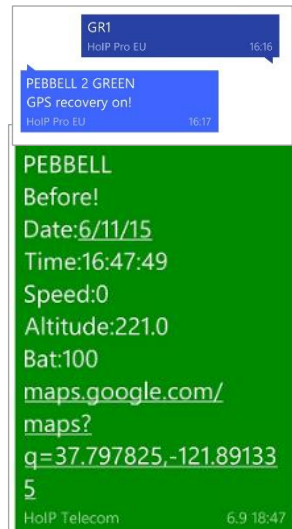 GR1
HoIP Pro EU 16:16
PEBBELL 2 GREEN
GPS recovery on!
HoIP Pro EU 16:17
PEBBELL
Before!
Date:6/11/15
Time:16:47:49
Speed:0
Altitude:221.0
Bat:100
maps.google.com/
maps?
q=37.797825,-121.89133
5
HoIP Telecom 6.9 18:47